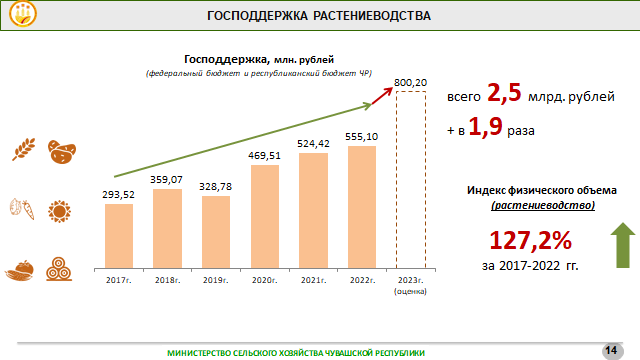 ГОСПОДДЕРЖКА РАСТЕНИЕВОДСТВА
Господдержка, млн. рублей
(федеральный бюджет и республиканский бюджет ЧР)
293,52
359,07
328,78
469,51
524,42
555,10
800,20
2017г.
2018г.
2019г.
2020г.
2021г.
2022г.
2023г.
(оценка)
всего 2,5 млрд. рублей
+ в 1,9 раза
Индекс физического объема
(растениеводство)
127,2%
за 2017-2022 гг.
МИНИСТЕРСТВО СЕЛЬСКОГО ХОЗЯЙСТВА ЧУВАШСКОЙ РЕСПУБЛИКИ
14